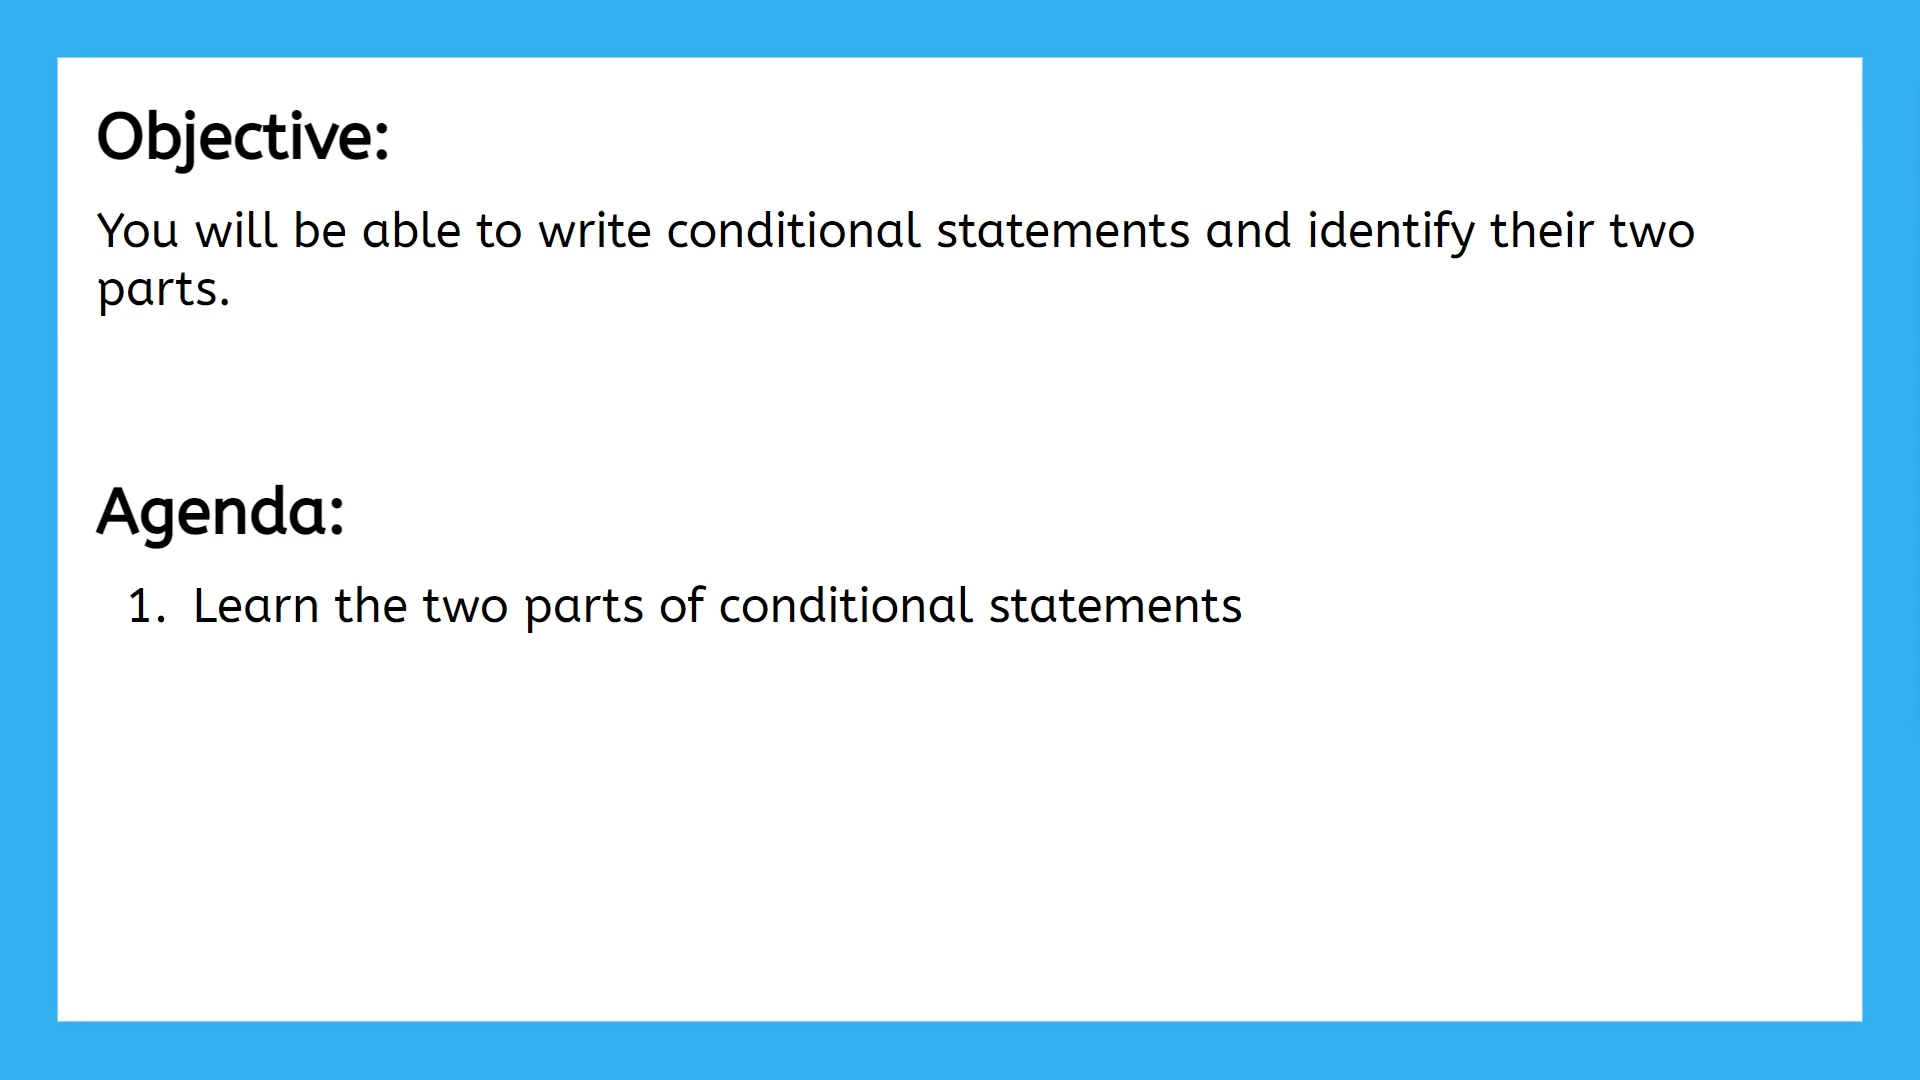 Objective:
You will be able to write conditional statements and identify their two
parts.
Agenda:
1. Learn the two parts of conditional statements